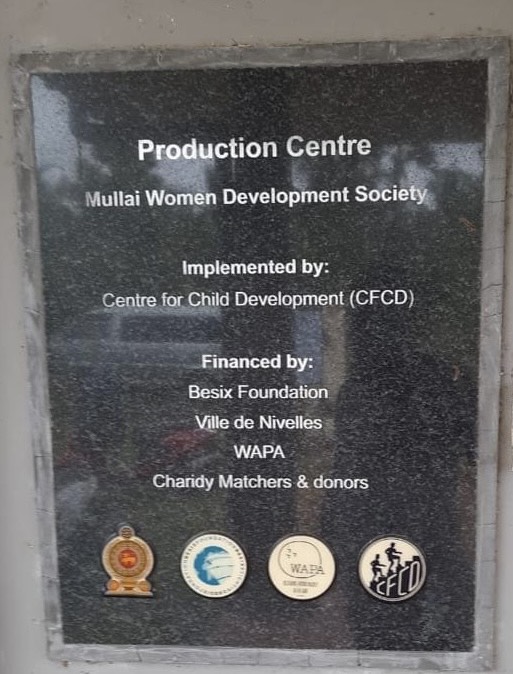 Production Centre
Mullai Women Development Society
Implemented by:
Centre for Child Development (CFCD)
Financed by:
Besix Foundation
Ville de Nivelles
WAPA
Charidy Matchers & donors
WAPA
CFCD